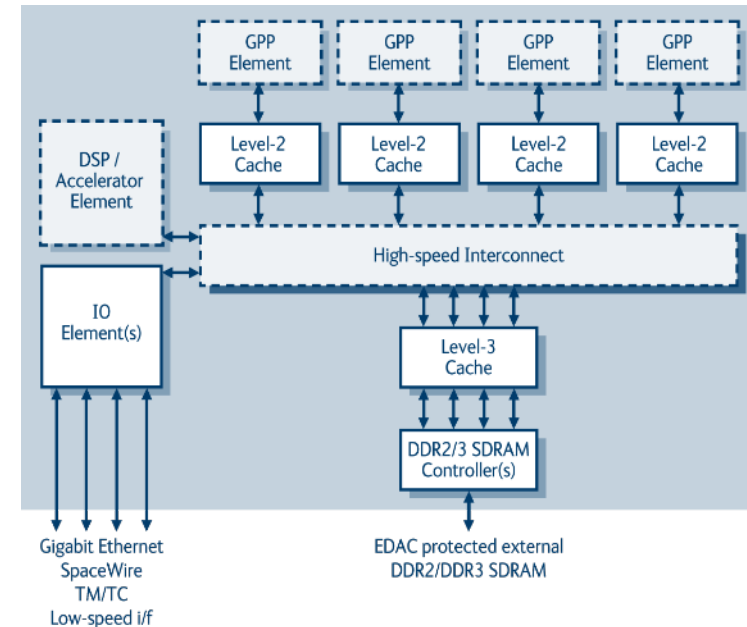 GPP
Element
GPP
Element
GPP
Element
GPP
Element
Level-2
Cache
Level-2
Cache
Level-2
Cache
Level-2
Cache
DSP /
Accelerator
Element
High-speed Interconnect
IO
Element(s)
Level-3
Cache
DDR2/3 SDRAM
Controller(s)
Gigabit Ethernet
SpaceWire
TM/TC
Low-speed i/f
EDAC protected external
DDR2/DDR3 SDRAM